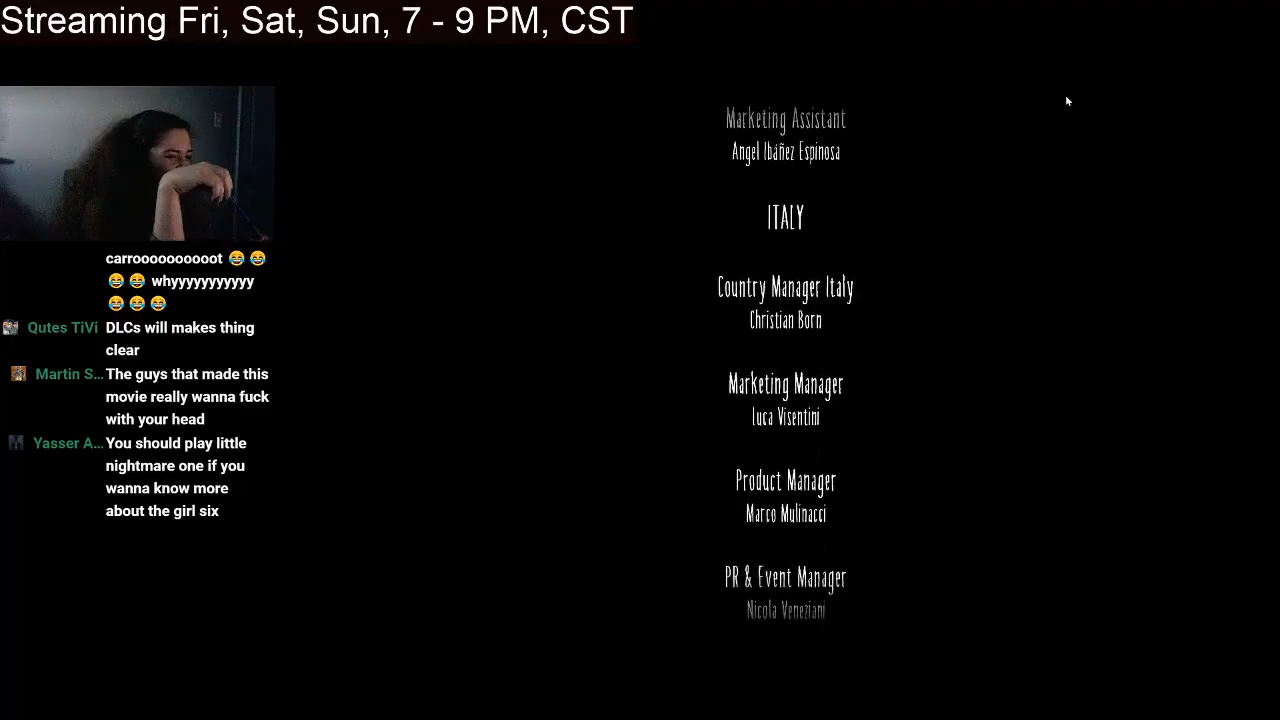 Streaming Fri, Sat, Sun, 7 - 9 PM, CST
carroooooooooot 😂 😂
😂 😂 whyyyyyyyyyyy
😂 😂 😂
Qutes TiVi DLCs will makes thing
clear
Martin S... The guys that made this
movie really wanna fuck
with your head
Yasser A... You should play little
nightmare one if you
wanna know more
about the girl six
Marketing Assistant
Angel Ibáñez Espinosa
ITALY
Country Manager Italy
Christian Born
Marketing Manager
Luca Visentini
Product Manager
Marco Mulinacci
PR & Event Manager
Nicola Veneziani